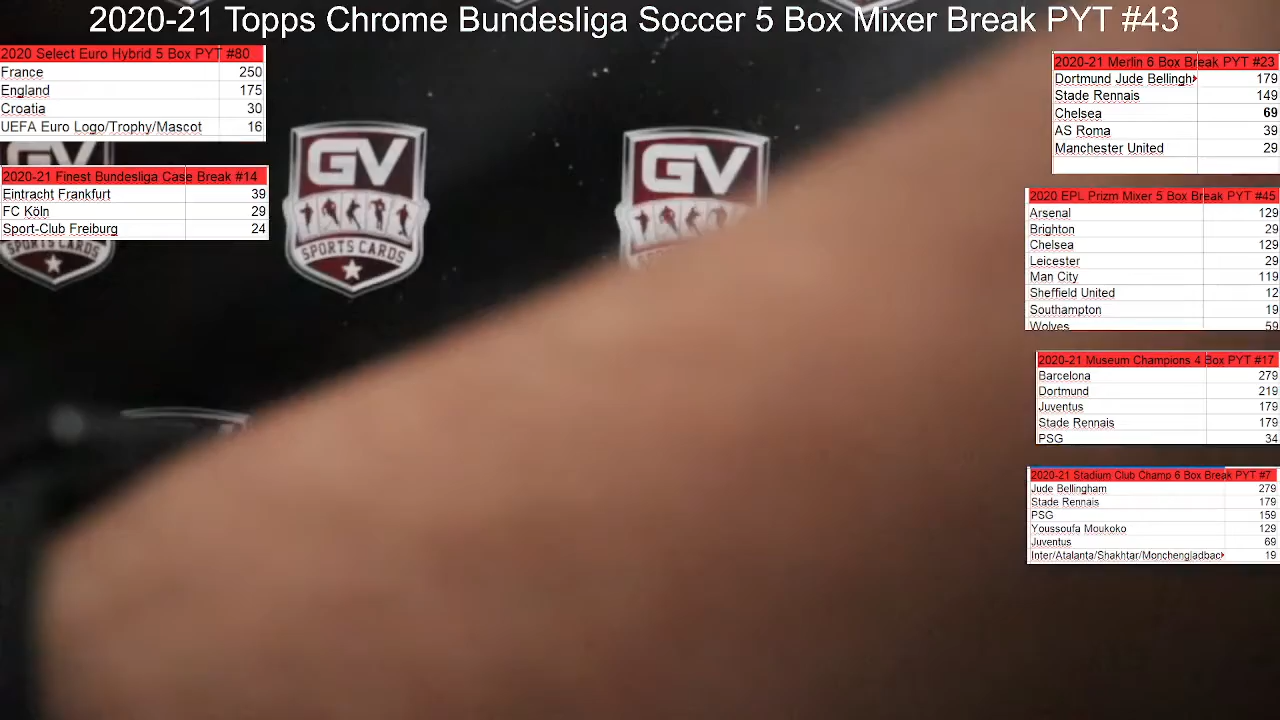 2020-21 Topps Chrome Bundesliga Soccer 5 Box Mixer Break PYT #43
2020 Select Euro Hybrid 5 Box PYT #80
France 250
England 175
Croatia 30
UEFA Euro Logo/Trophy/Mascot 16
2020-21 Finest Bundesliga Case Break #14
Eintracht Frankfurt 39
FC Köln 29
Sport-Club Freiburg 24
GV
SPORTS CARDS
GV
SPORTS CARDS
GV
SPORTS CARDS
2020-21 Merlin 6 Box Break PYT #23
Dortmund Jude Bellingh 179
Stade Rennais 149
Chelsea 69
AS Roma 39
Manchester United 29
2020 EPL Prizm Mixer 5 Box Break PYT #45
Arsenal 129
Brighton 29
Chelsea 129
Leicester 29
Man City 119
Sheffield United 12
Southampton 19
Wolves 59
2020-21 Museum Champions 4 Box PYT #17
Barcelona 279
Dortmund 219
Juventus 179
Stade Rennais 179
PSG 34
2020-21 Stadium Club Champ 6 Box Break PYT #7
Jude Bellingham 279
Stade Rennais 179
PSG 159
Youssoufa Moukoko 129
Juventus 69
Inter/Atalanta/Shakhtar/Monchengladbac 19